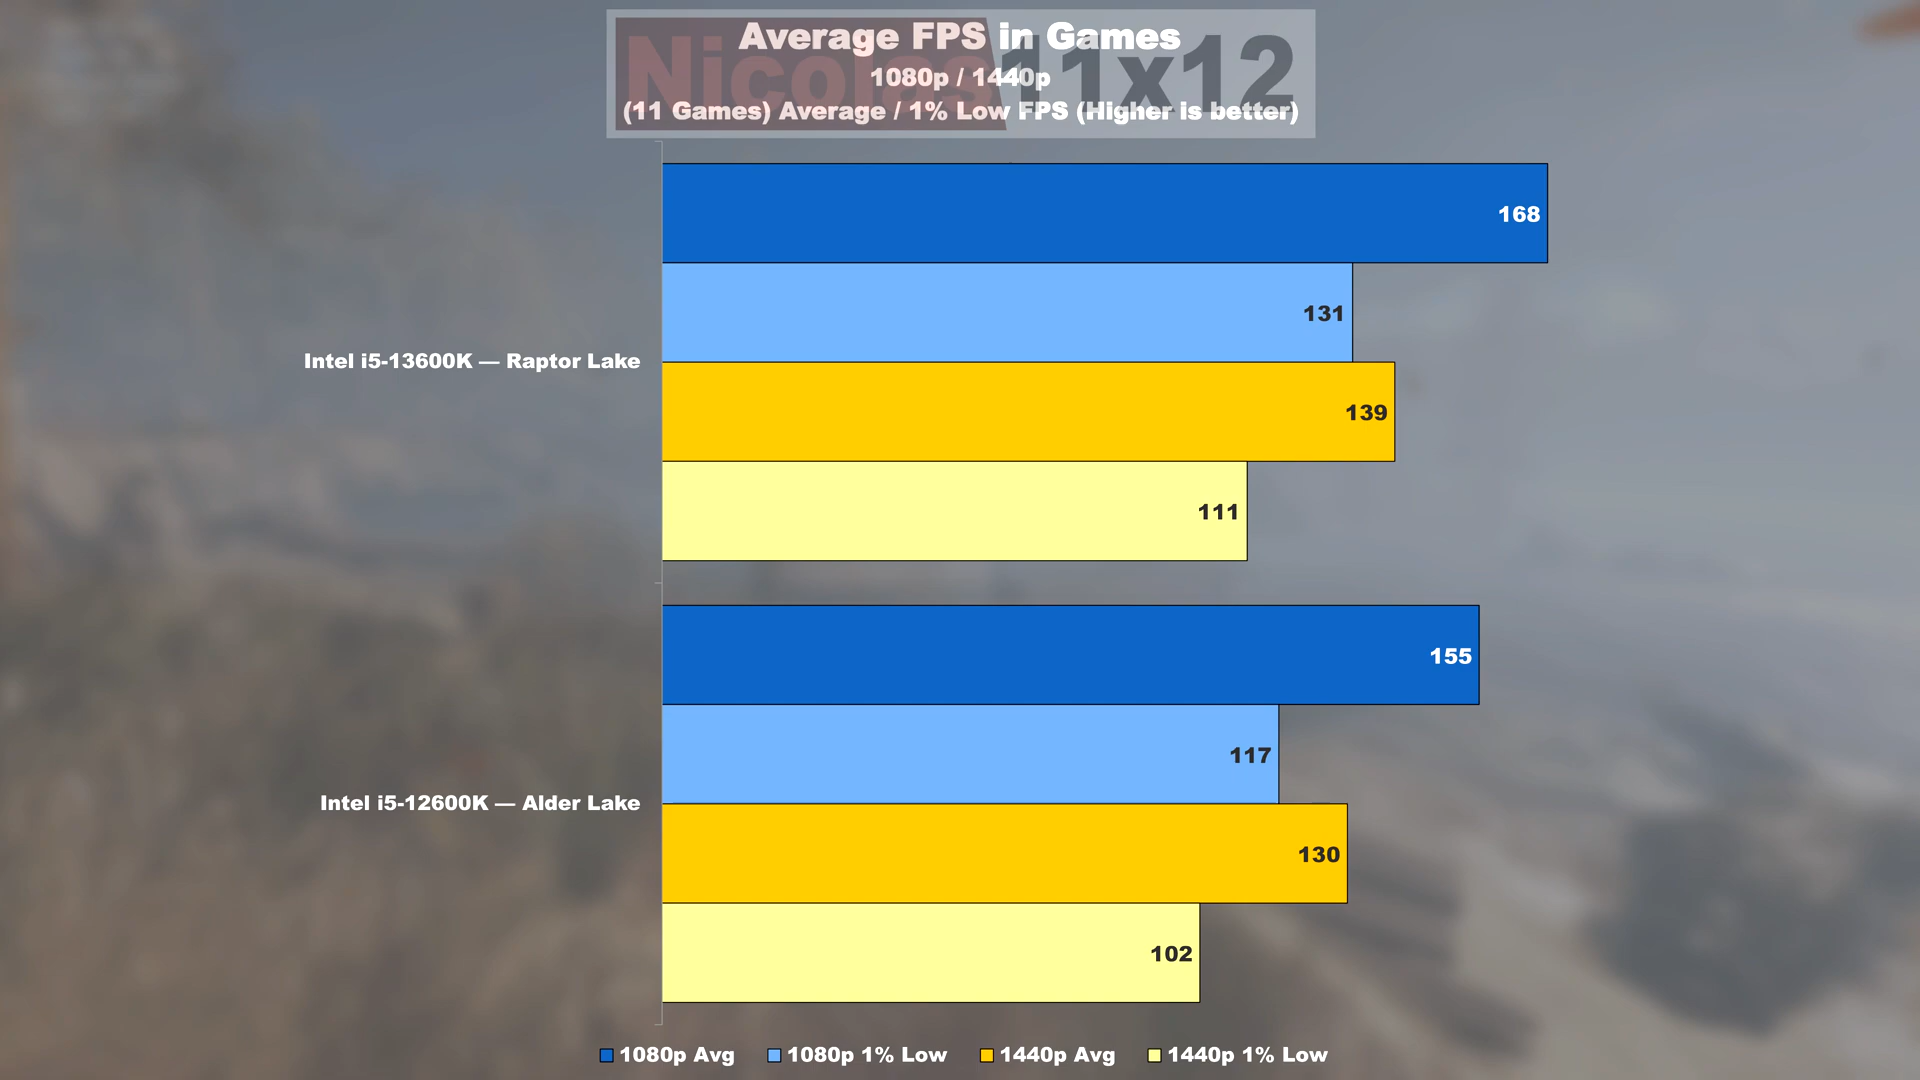 Nicolas11x12
Average FPS in Games
1080p / 1440p
(11 Games) Average / 1% Low FPS (Higher is better)
168
131
Intel i5-13600K — Raptor Lake
139
111
155
117
Intel i5-12600K — Alder Lake
130
102
1080p Avg 1080p 1% Low 1440p Avg 1440p 1% Low